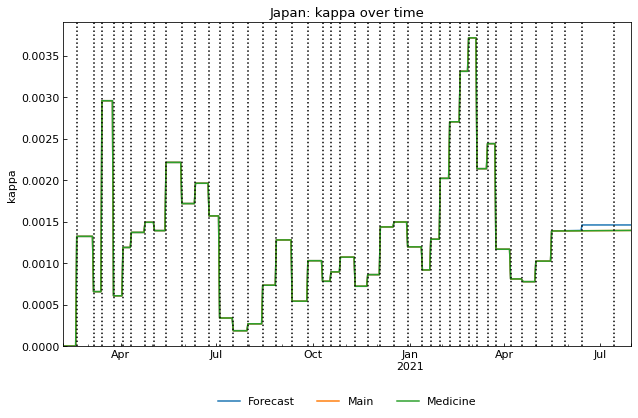 Japan: kappa over time
kappa
0.0035
0.0030
0.0025
0.0020
0.0015
0.0010
0.0005
0.0000
Apr Jul Oct Jan Apr Jul
2021
Forecast Main Medicine